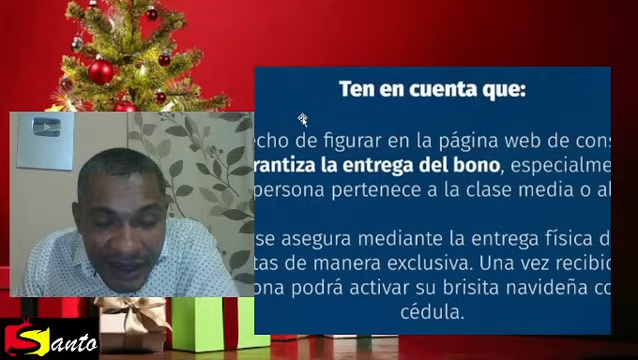 Ten en cuenta que:
echo de figurar en la página web de cons
rantiza la entrega del bono, especialme
persona pertenece a la clase media o al
se asegura mediante la entrega física d
tas de manera exclusiva. Una vez recibic
ona podrá activar su brisita navideña co
cédula.
Santo